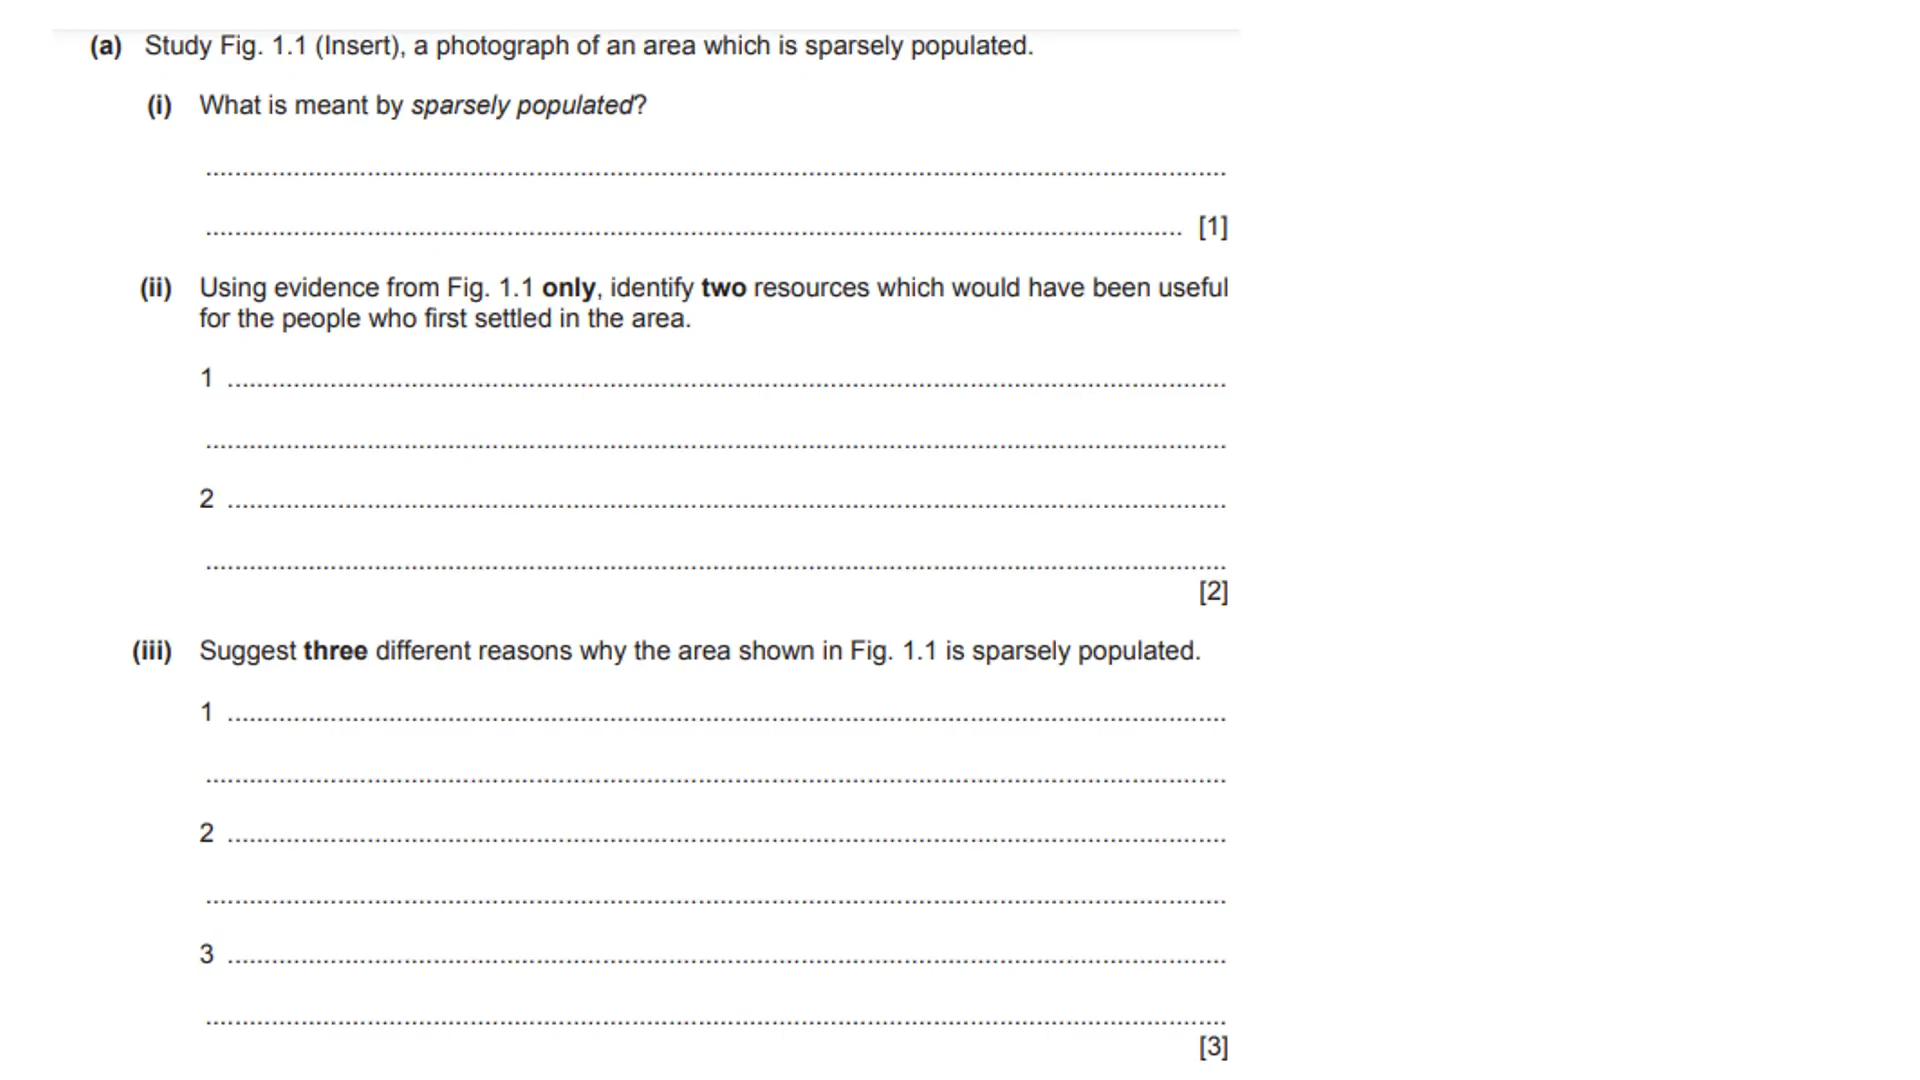 (a) Study Fig. 1.1 (Insert), a photograph of an area which is sparsely populated.
(i) What is meant by sparsely populated?
[1]
(ii) Using evidence from Fig. 1.1 only, identify two resources which would have been useful
for the people who first settled in the area.
1
2
[2]
(iii) Suggest three different reasons why the area shown in Fig. 1.1 is sparsely populated.
1
2
3
[3]